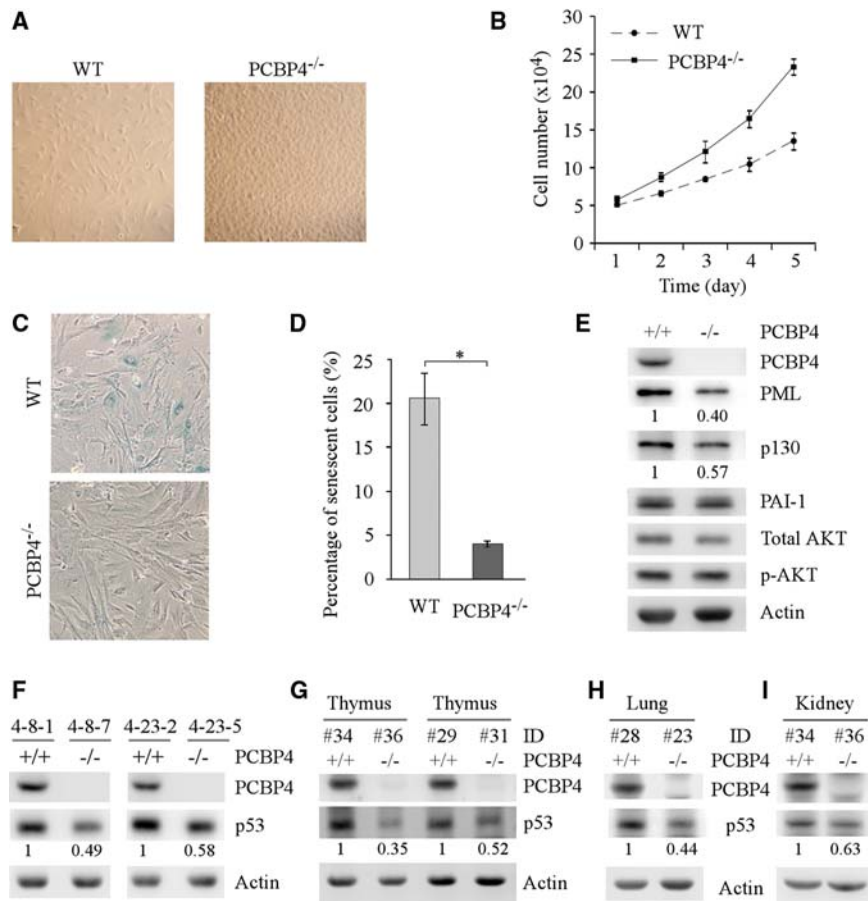 A
WT
PCBP4-/-
B
WT
PCBP4-/-
Cell number (x10⁴)
30
25
20
15
10
5
0
1 2 3 4 5
Time (day)
C
WT
PCBP4-/-
D
Percentage of senescent cells (%)
25
20
15
10
5
0
*
WT PCBP4-/-
E
+/+ -/- PCBP4
PCBP4
PML
1 0.40
p130
1 0.57
PAI-1
Total AKT
p-AKT
Actin
F
4-8-1 4-8-7 4-23-2 4-23-5
+/+ -/- +/+ -/- PCBP4
PCBP4
p53
1 0.49 1 0.58
Actin
G
Thymus Thymus
#34 #36 #29 #31 ID
+/+ -/- +/+ -/- PCBP4
PCBP4
p53
1 0.35 1 0.52
Actin
H
Lung
#28 #23 ID
+/+ -/- PCBP4
PCBP4
p53
1 0.44
Actin
I
Kidney
#34 #36
+/+ -/-
1 0.63